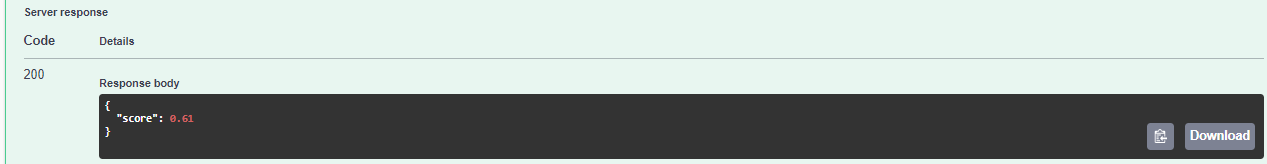 Server response
Code Details
200
Response body
{
  "score": 0.61
}
Download